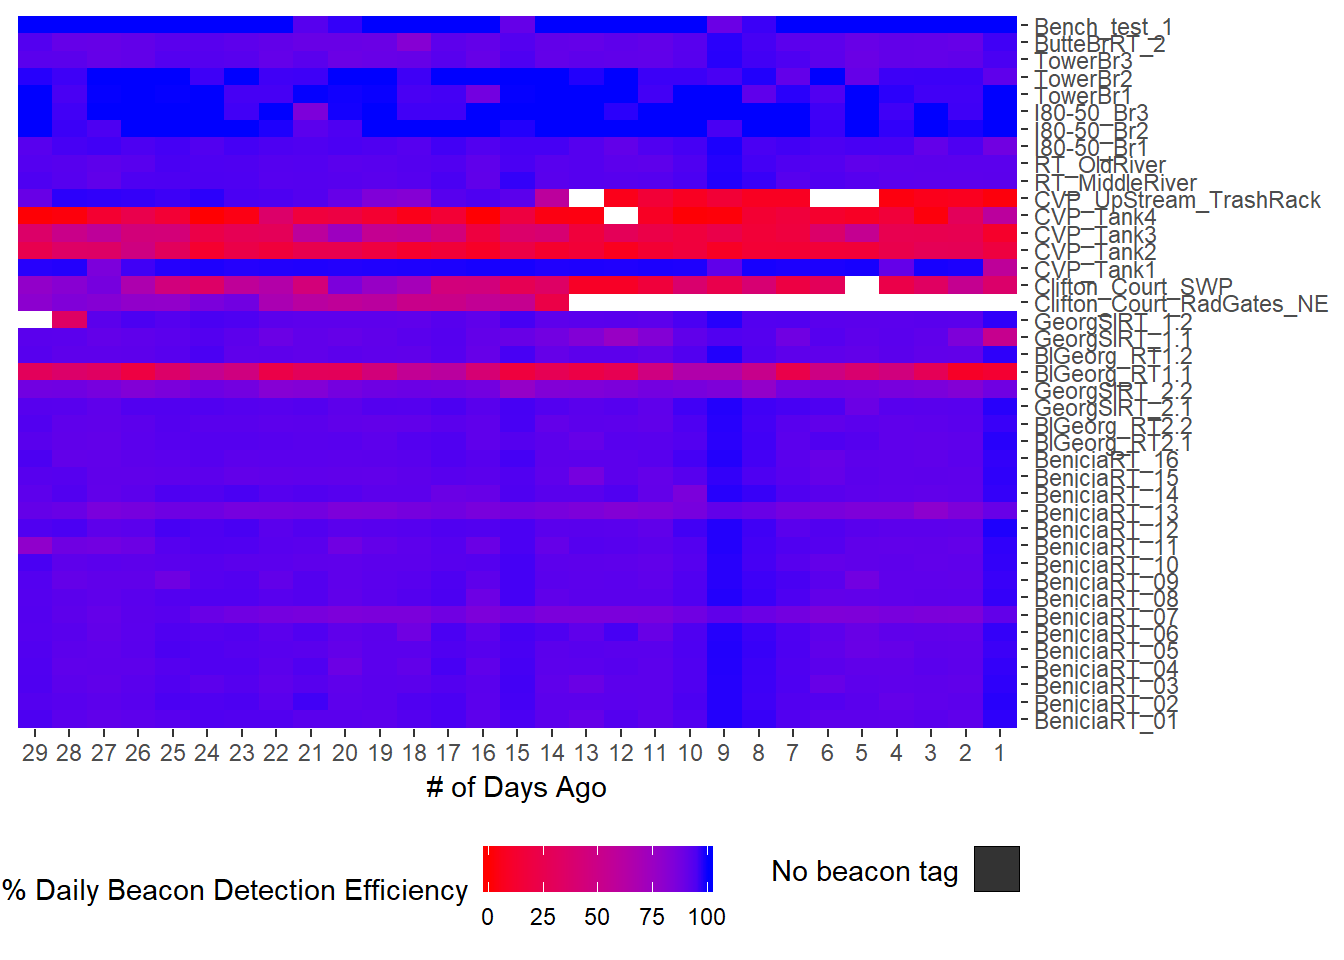 Bench_test_1
ButteBrRT_2
TowerBr3
TowerBr2
TowerBr1
I80-50_Br3
I80-50_Br2
I80-50_Br1
RT_OldRiver
RT_MiddleRiver
CVP_UpStream_TrashRack
CVP_Tank4
CVP_Tank3
CVP_Tank2
CVP_Tank1
Clifton_Court_SWP
Clifton_Court_RadGates_NE
GeorgSlRT_1.2
GeorgSlRT_1.1
BlGeorg_RT1.2
BlGeorg_RT1.1
GeorgSlRT_2.2
GeorgSlRT_2.1
BlGeorg_RT2.2
BlGeorg_RT2.1
BeniciaRT_16
BeniciaRT_15
BeniciaRT_14
BeniciaRT_13
BeniciaRT_12
BeniciaRT_11
BeniciaRT_10
BeniciaRT_09
BeniciaRT_08
BeniciaRT_07
BeniciaRT_06
BeniciaRT_05
BeniciaRT_04
BeniciaRT_03
BeniciaRT_02
BeniciaRT_01
29 28 27 26 25 24 23 22 21 20 19 18 17 16 15 14 13 12 11 10 9 8 7 6 5 4 3 2 1
# of Days Ago
% Daily Beacon Detection Efficiency
0 25 50 75 100
No beacon tag